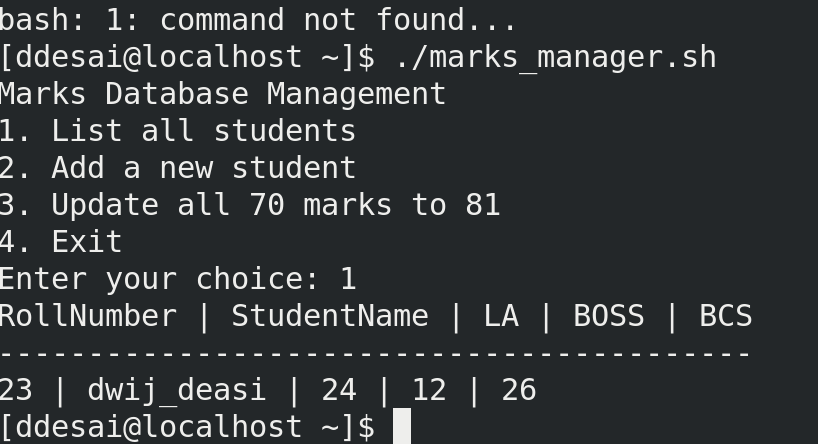 bash: 1: command not found...
[ddesai@localhost ~]$ ./marks_manager.sh
Marks Database Management
1. List all students
2. Add a new student
3. Update all 70 marks to 81
4. Exit
Enter your choice: 1
RollNumber | StudentName | LA | BOSS | BCS
------------------------------------------
23 | dwij_deasi | 24 | 12 | 26
[ddesai@localhost ~]$